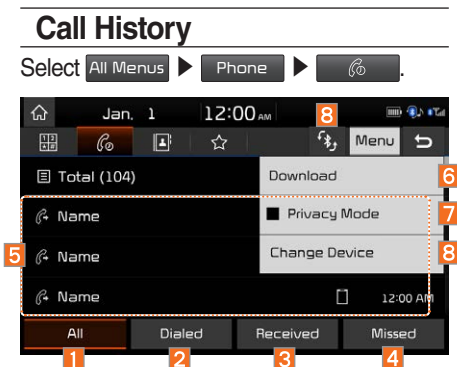 Call History
Select All Menus ▶ Phone ▶ .
Jan. 1 12:00 AM 8
Menu
Total (104) Download 6
Name Privacy Mode 7
5 Name Change Device 8
Name 12:00 AM
All Dialed Received Missed
1 2 3 4